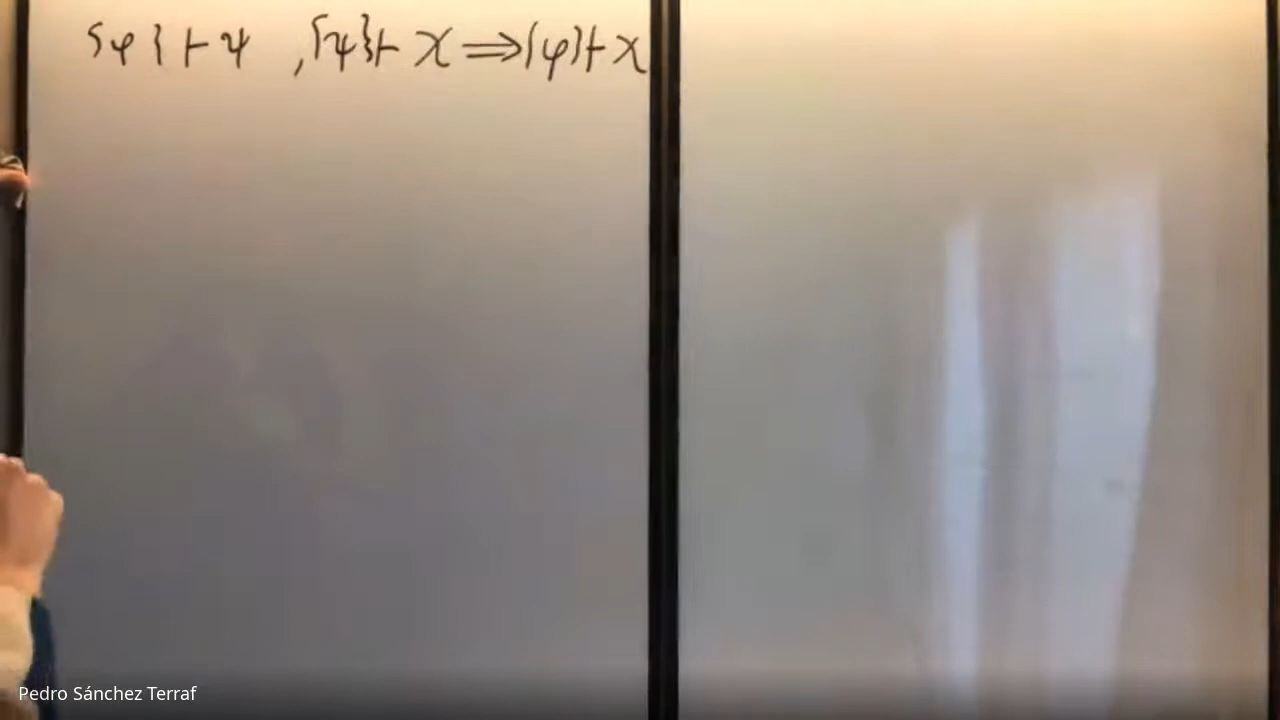 {φ} ⊢ ψ , {ψ} ⊢ χ ⟹ {φ} ⊢ χ
Pedro Sánchez Terraf